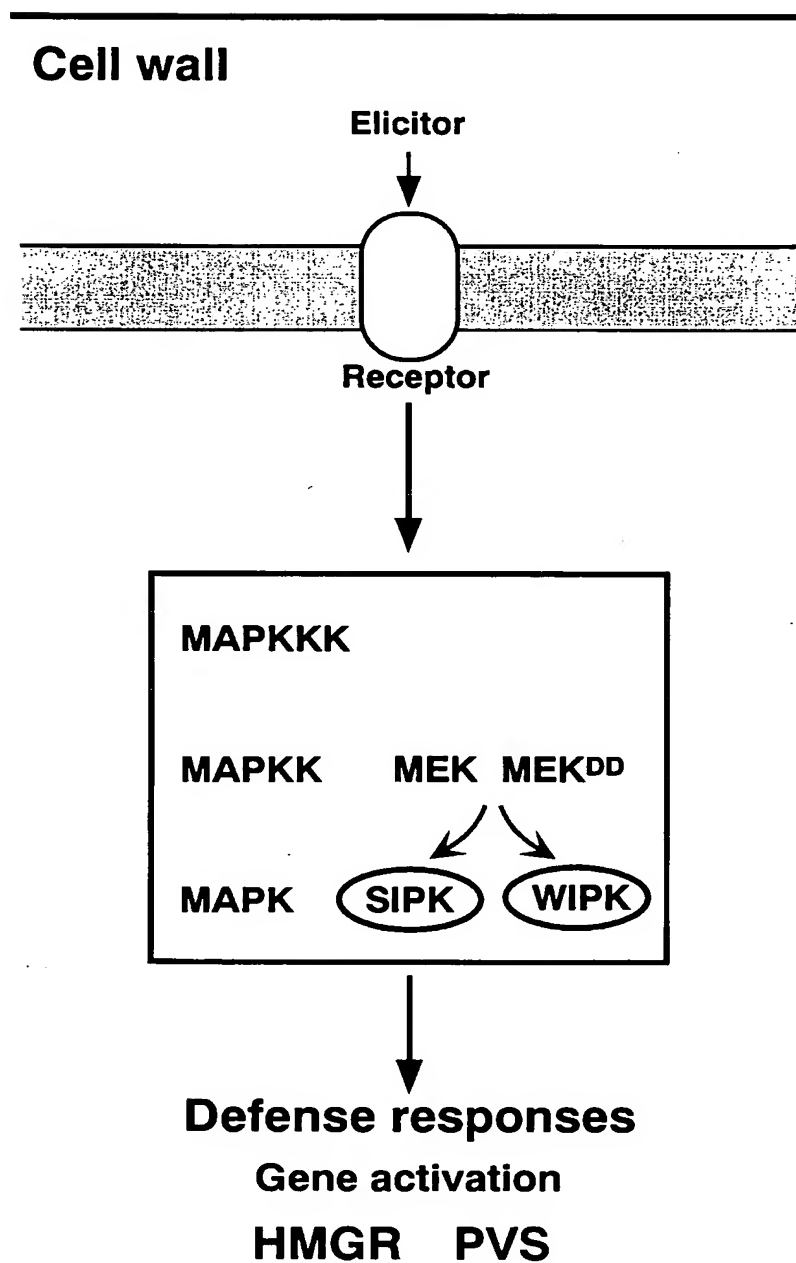 Cell wall
Elicitor
Receptor
MAPKKK
MAPKK MEK MEKDD
MAPK SIPK WIPK
Defense responses
Gene activation
HMGR PVS